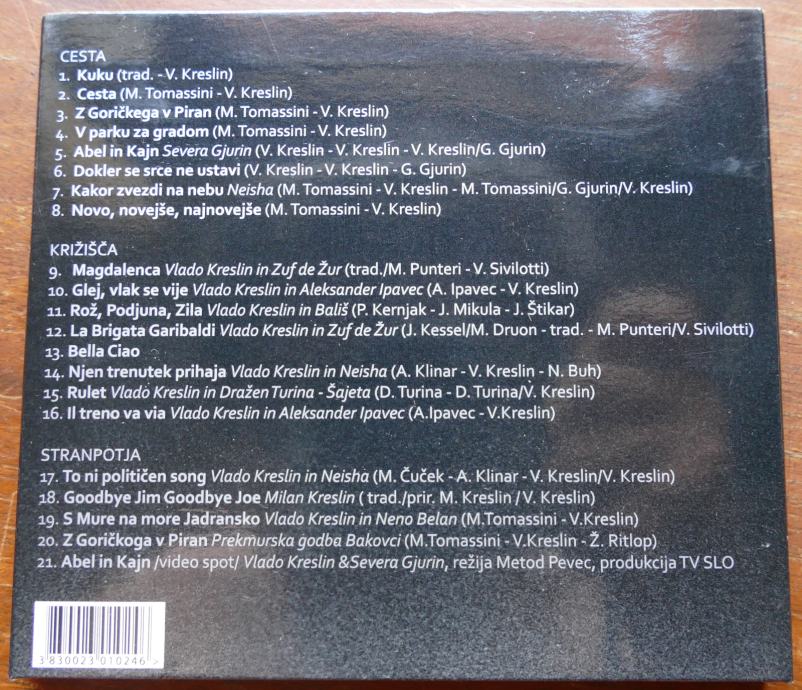 CESTA
1. Kuku (trad. - V. Kreslin)
2. Cesta (M. Tomassini - V. Kreslin)
3. Z Goričkega v Piran (M. Tomassini - V. Kreslin)
4. V parku za gradom (M. Tomassini - V. Kreslin)
5. Abel in Kajn Severa Gjurin (V. Kreslin - V. Kreslin - V. Kreslin/G. Gjurin)
6. Dokler se srce ne ustavi (V. Kreslin - V. Kreslin - G. Gjurin)
7. Kakor zvezdi na nebu Neisha (M. Tomassini - V. Kreslin - M. Tomassini/G. Gjurin/V. Kreslin)
8. Novo, novejše, najnovejše (M. Tomassini - V. Kreslin)
KRIŽIŠČA
9. Magdalenca Vlado Kreslin in Zuf de Žur (trad./M. Punteri - V. Sivilotti)
10. Glej, vlak se vije Vlado Kreslin in Aleksander Ipavec (A. Ipavec - V. Kreslin)
11. Rož, Podjuna, Zila Vlado Kreslin in Bališ (P. Kernjak - J. Mikula - J. Štikar)
12. La Brigata Garibaldi Vlado Kreslin in Zuf de Žur (J. Kessel/M. Druon - trad. - M. Punteri/V. Sivilotti)
13. Bella Ciao
14. Njen trenutek prihaja Vlado Kreslin in Neisha (A. Klinar - V. Kreslin - N. Buh)
15. Rulet Vlado Kreslin in Dražen Turina - Šajeta (D. Turina - D. Turina/V. Kreslin)
16. Il treno va via Vlado Kreslin in Aleksander Ipavec (A.Ipavec - V.Kreslin)
STRANPOTJA
17. To ni političen song Vlado Kreslin in Neisha (M. Čuček - A. Klinar - V. Kreslin/V. Kreslin)
18. Goodbye Jim Goodbye Joe Milan Kreslin ( trad./prir. M. Kreslin / V. Kreslin)
19. S Mure na more Jadransko Vlado Kreslin in Neno Belan (M.Tomassini - V.Kreslin)
20. Z Goričkoga v Piran Prekmurska godba Bakovci (M.Tomassini - V.Kreslin - Ž. Ritlop)
21. Abel in Kajn /video spot/ Vlado Kreslin &Severa Gjurin, režija Metod Pevec, produkcija TV SLO
3 830023 010246 >